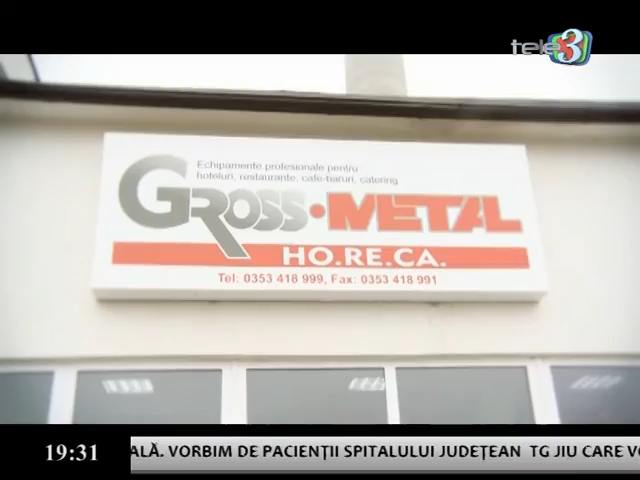 tele3
Echipamente profesionale pentru
hoteluri, restaurante, cafe-baruri, catering
GROSS•METAL
HO.RE.CA.
Tel: 0353 418 999, Fax: 0353 418 991
19:31
ALĂ. VORBIM DE PACIENȚII SPITALULUI JUDEȚEAN TG JIU CARE